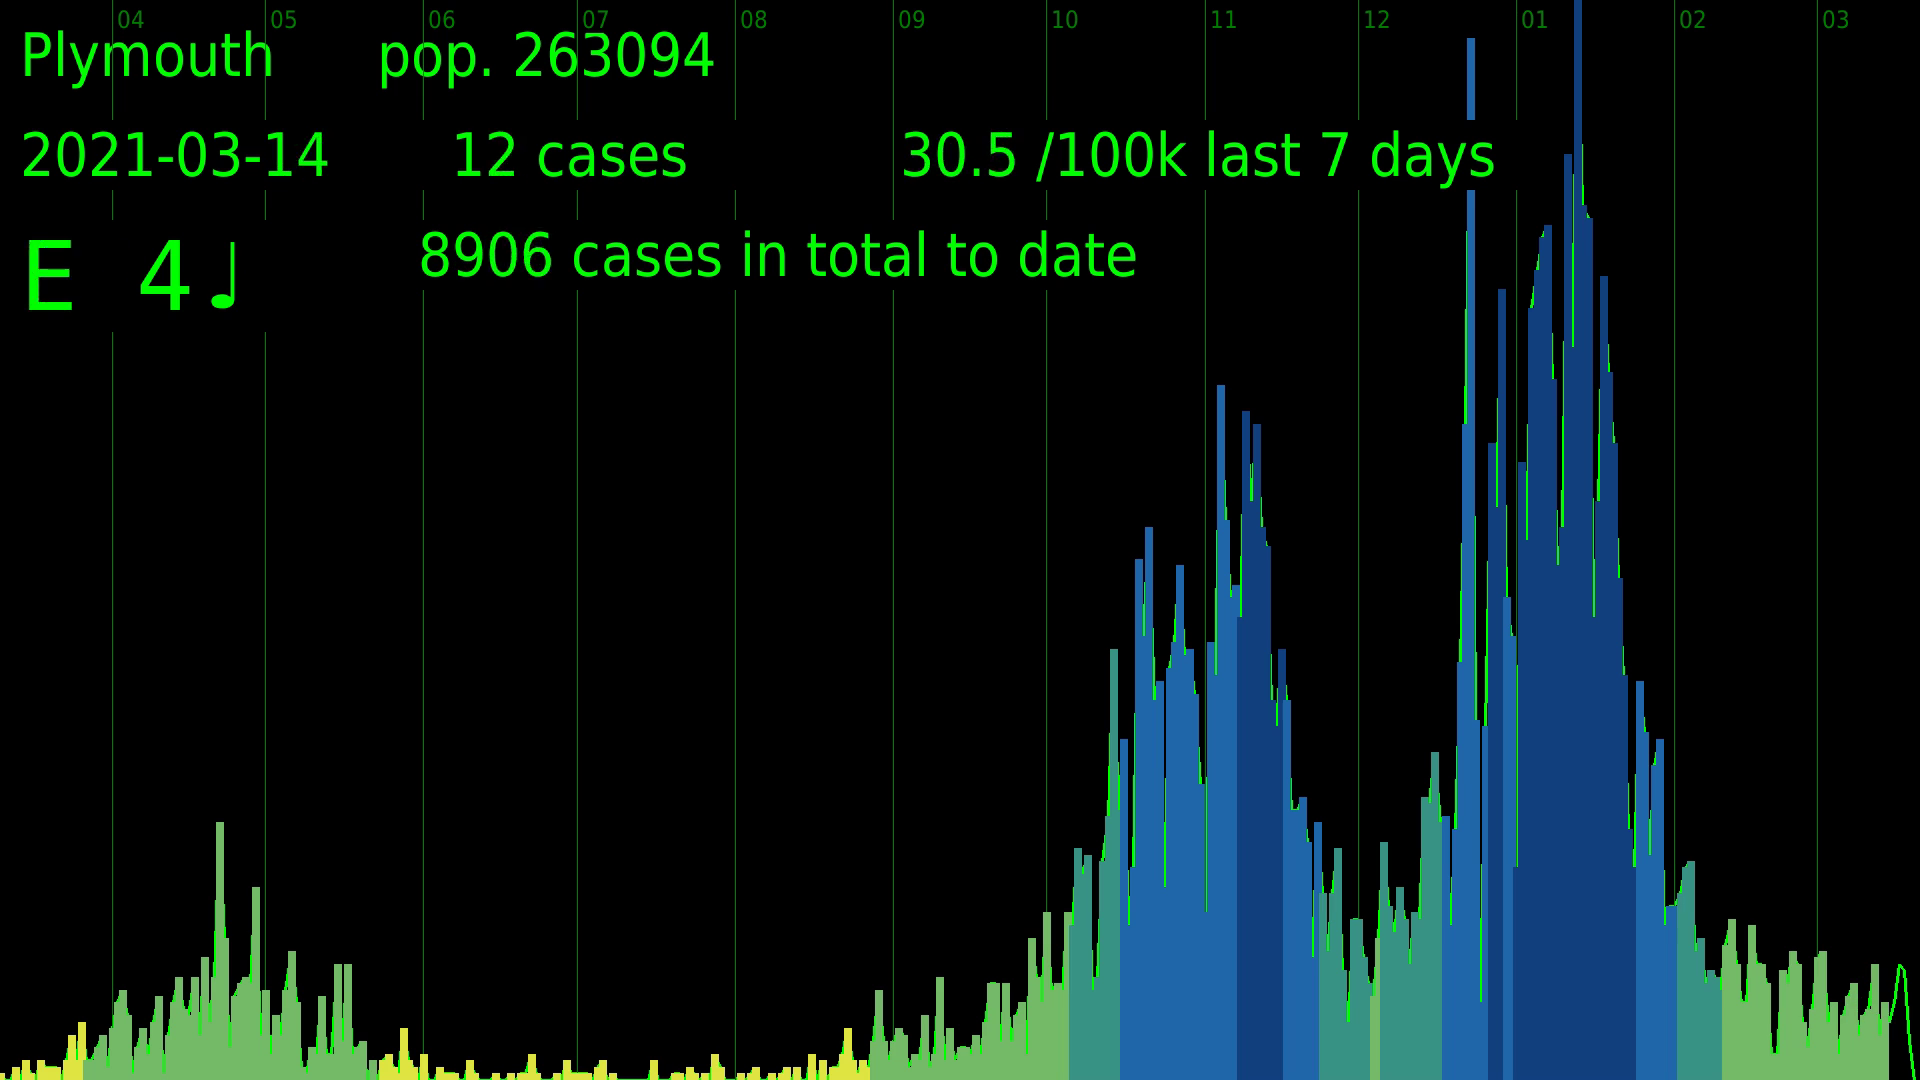 04 05 06 07 08 09 10 11 12 01 02 03
Plymouth pop. 263094
2021-03-14 12 cases 30.5 /100k last 7 days
E 4♩ 8906 cases in total to date